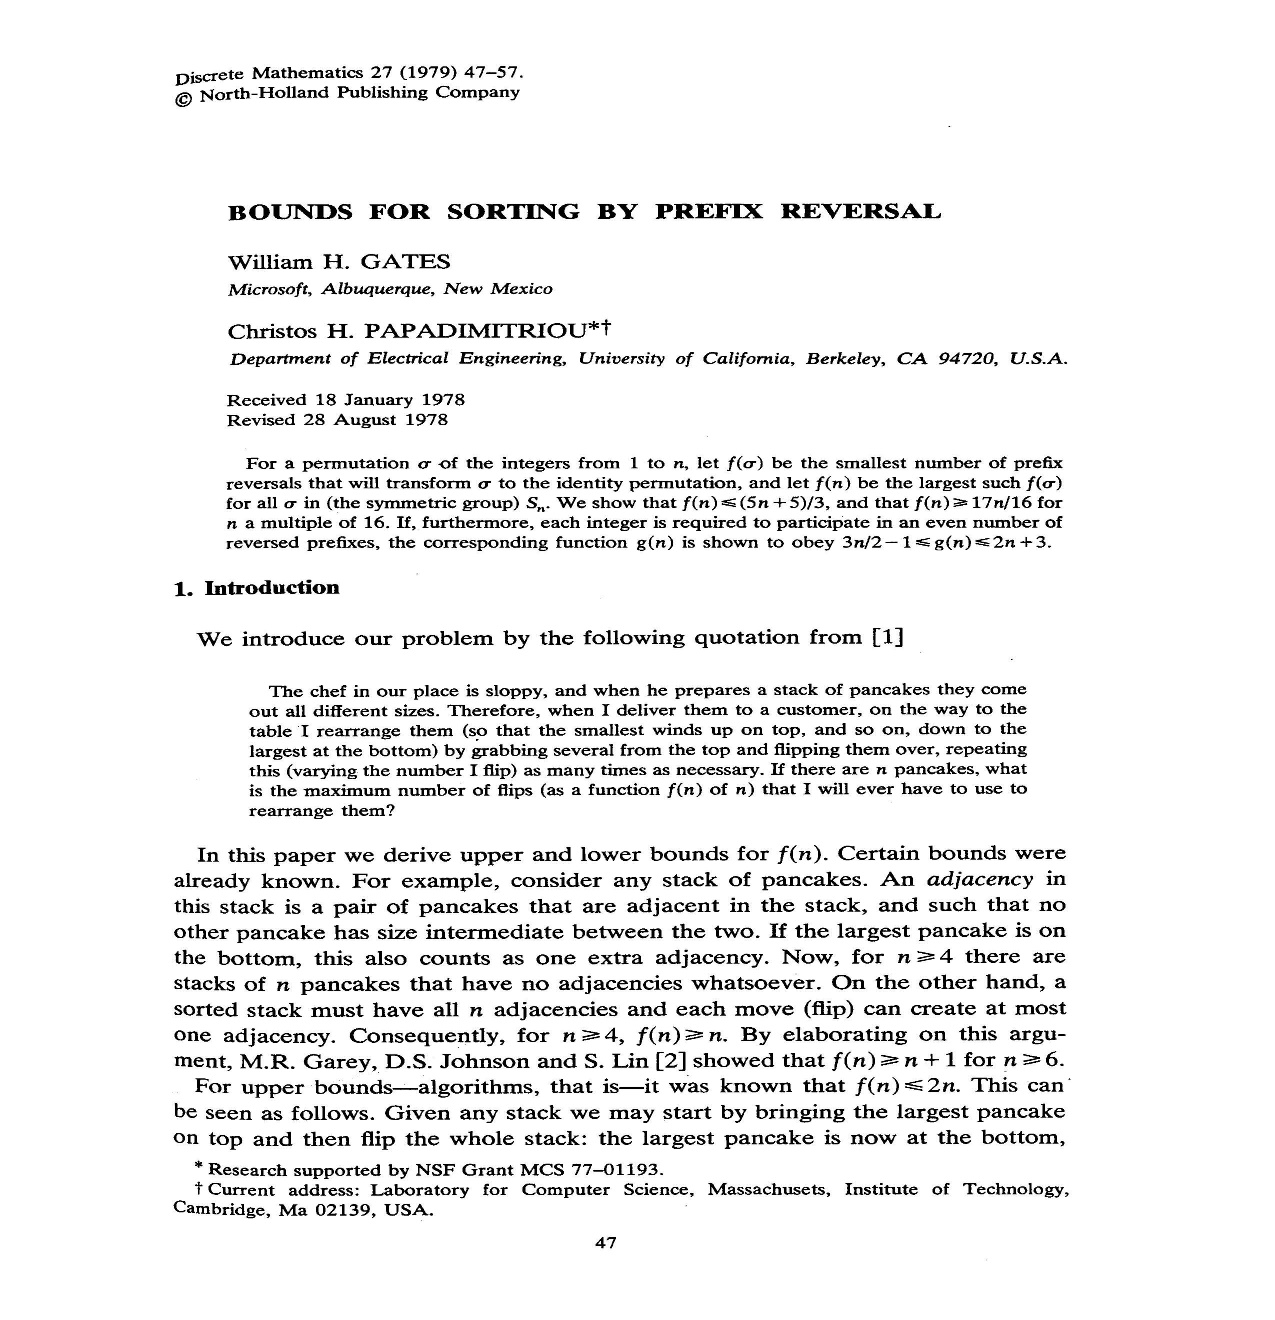 Discrete Mathematics 27 (1979) 47–57.
© North-Holland Publishing Company
BOUNDS FOR SORTING BY PREFIX REVERSAL
William H. GATES
Microsoft, Albuquerque, New Mexico
Christos H. PAPADIMITRIOU*†
Department of Electrical Engineering, University of California, Berkeley, CA 94720, U.S.A.
Received 18 January 1978
Revised 28 August 1978
For a permutation σ of the integers from 1 to n, let f(σ) be the smallest number of prefix
reversals that will transform σ to the identity permutation, and let f(n) be the largest such f(σ)
for all σ in (the symmetric group) Sₙ. We show that f(n)≤(5n+5)/3, and that f(n)≥17n/16 for
n a multiple of 16. If, furthermore, each integer is required to participate in an even number of
reversed prefixes, the corresponding function g(n) is shown to obey 3n/2−1≤g(n)≤2n+3.
1. Introduction
We introduce our problem by the following quotation from [1]
The chef in our place is sloppy, and when he prepares a stack of pancakes they come
out all different sizes. Therefore, when I deliver them to a customer, on the way to the
table I rearrange them (so that the smallest winds up on top, and so on, down to the
largest at the bottom) by grabbing several from the top and flipping them over, repeating
this (varying the number I flip) as many times as necessary. If there are n pancakes, what
is the maximum number of flips (as a function f(n) of n) that I will ever have to use to
rearrange them?
In this paper we derive upper and lower bounds for f(n). Certain bounds were
already known. For example, consider any stack of pancakes. An adjacency in
this stack is a pair of pancakes that are adjacent in the stack, and such that no
other pancake has size intermediate between the two. If the largest pancake is on
the bottom, this also counts as one extra adjacency. Now, for n≥4 there are
stacks of n pancakes that have no adjacencies whatsoever. On the other hand, a
sorted stack must have all n adjacencies and each move (flip) can create at most
one adjacency. Consequently, for n≥4, f(n)≥n. By elaborating on this argu-
ment, M.R. Garey, D.S. Johnson and S. Lin [2] showed that f(n)≥n+1 for n≥6.
For upper bounds—algorithms, that is—it was known that f(n)≤2n. This can
be seen as follows. Given any stack we may start by bringing the largest pancake
on top and then flip the whole stack: the largest pancake is now at the bottom,
* Research supported by NSF Grant MCS 77–01193.
† Current address: Laboratory for Computer Science, Massachusets, Institute of Technology,
Cambridge, Ma 02139, USA.
47